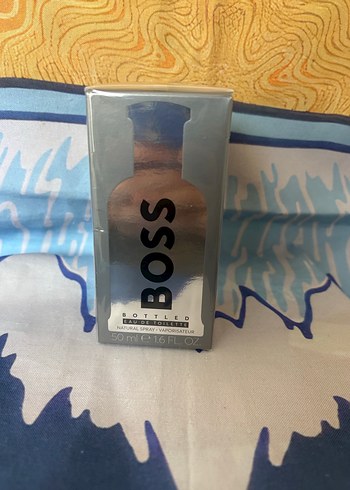 BOSS
BOTTLED
EAU DE TOILETTE
NATURAL SPRAY / VAPORISATEUR
50 ml ℮ 1.6 FL. OZ